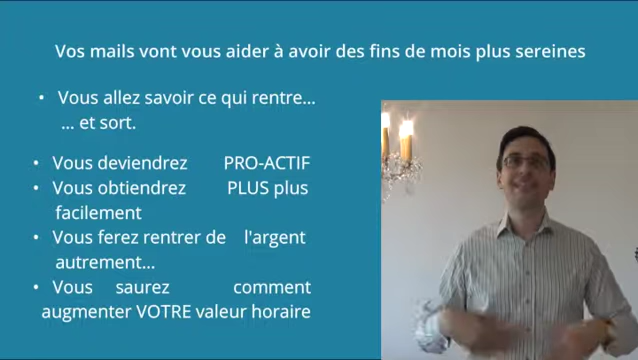 Vos mails vont vous aider à avoir des fins de mois plus sereines
• Vous allez savoir ce qui rentre...
... et sort.
• Vous deviendrez PRO-ACTIF
• Vous obtiendrez PLUS plus
facilement
• Vous ferez rentrer de l'argent
autrement...
• Vous saurez comment
augmenter VOTRE valeur horaire